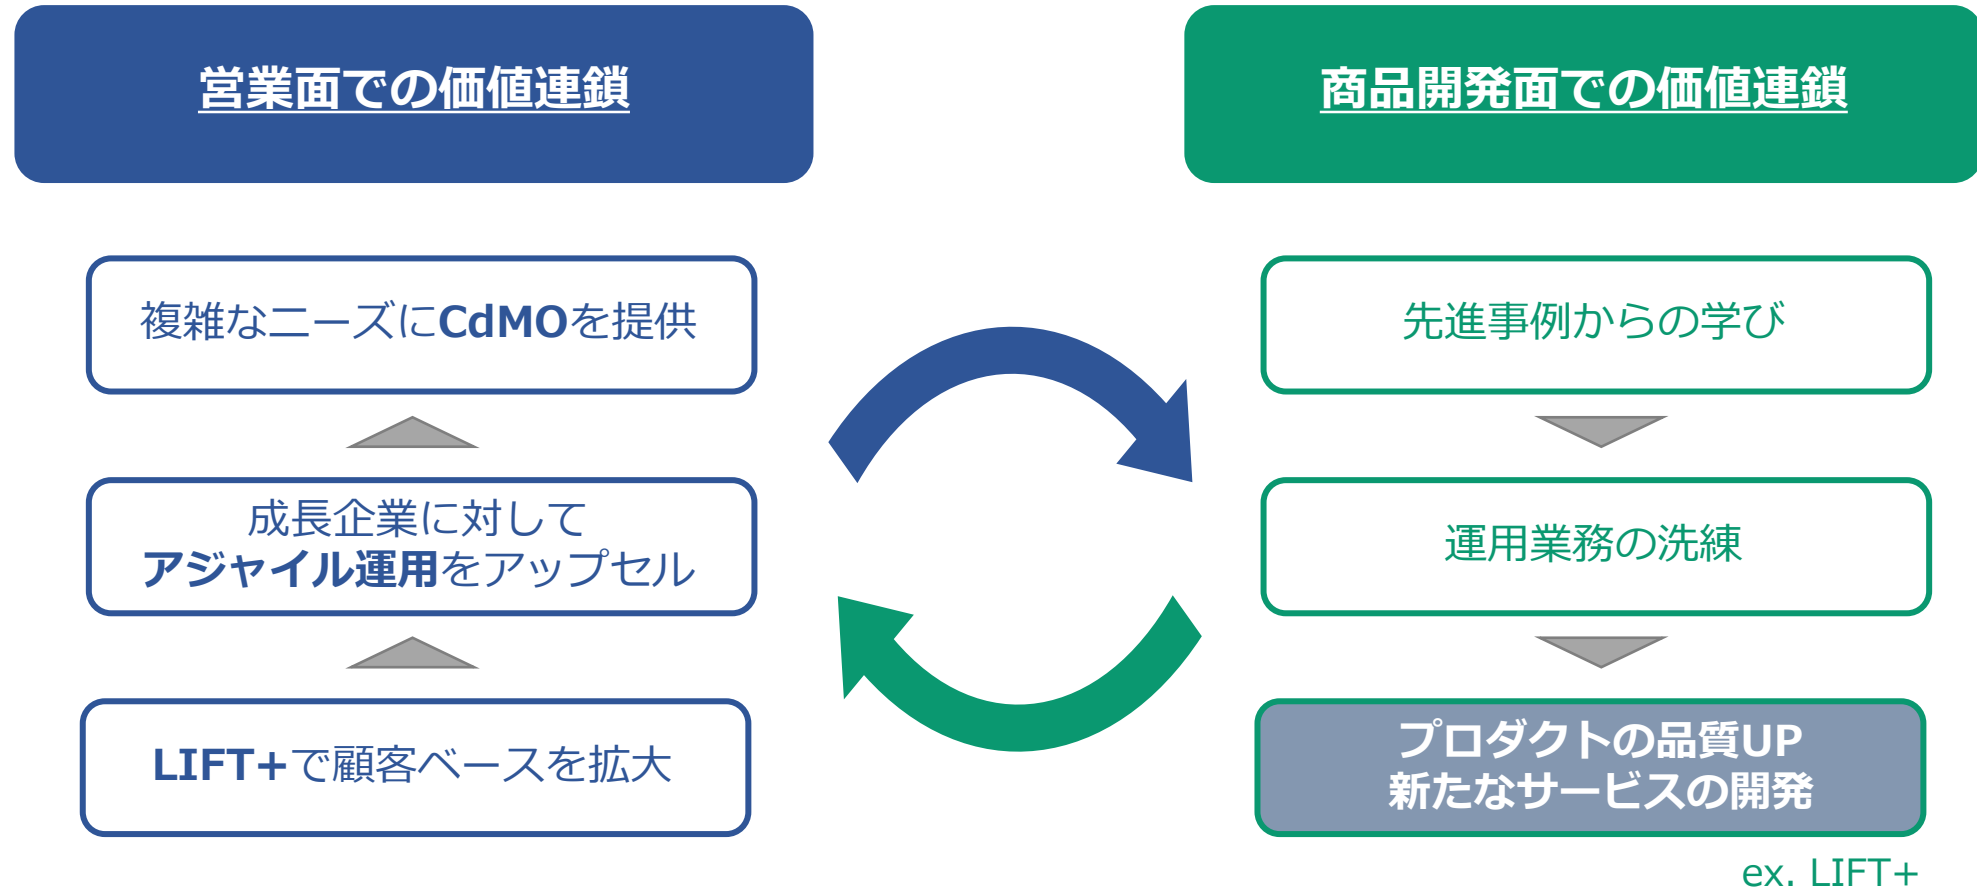 営業面での価値連鎖
複雑なニーズにCdMOを提供
成長企業に対して
アジャイル運用をアップセル
LIFT+で顧客ベースを拡大
商品開発面での価値連鎖
先進事例からの学び
運用業務の洗練
プロダクトの品質UP
新たなサービスの開発
ex. LIFT+